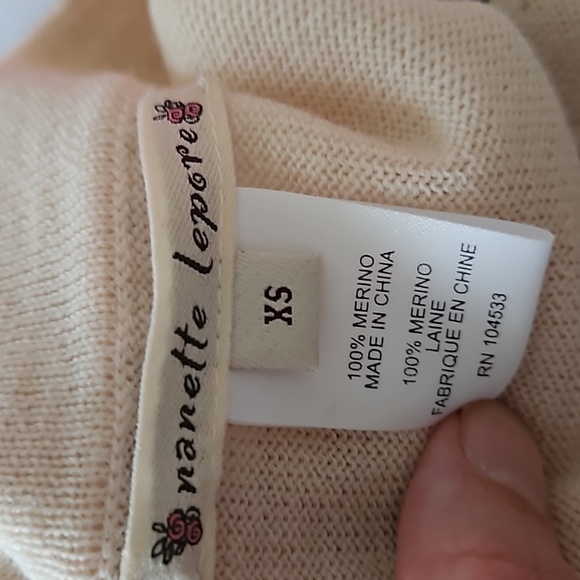 nanette lepore
XS
100% MERINO
MADE IN CHINA
100% MERINO
LAINE
FABRIQUE EN CHINE
RN 104533